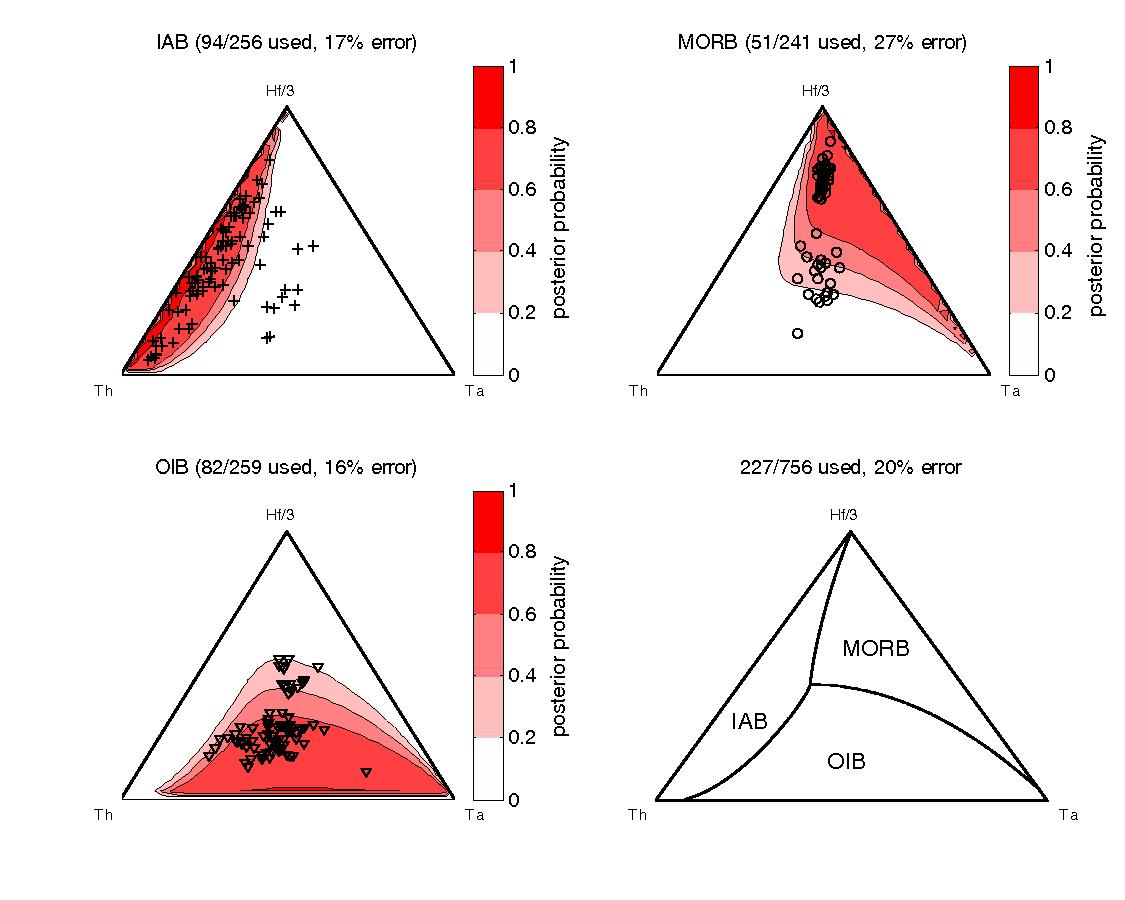 IAB (94/256 used, 17% error)
Hf/3
1
0.8
0.6
0.4
0.2
0
posterior probability
Th
Ta
MORB (51/241 used, 27% error)
Hf/3
1
0.8
0.6
0.4
0.2
0
posterior probability
Th
Ta
OIB (82/259 used, 16% error)
Hf/3
1
0.8
0.6
0.4
0.2
0
posterior probability
Th
Ta
227/756 used, 20% error
Hf/3
MORB
IAB
OIB
Th
Ta